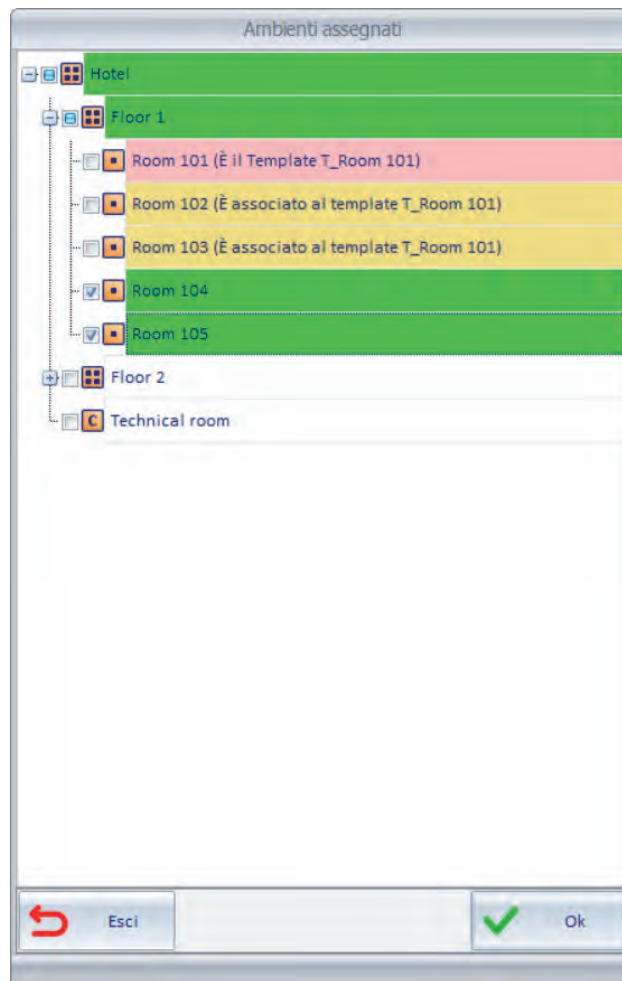 Ambienti assegnati
Hotel
Floor 1
Room 101 (È il Template T_Room 101)
Room 102 (È associato al template T_Room 101)
Room 103 (È associato al template T_Room 101)
Room 104
Room 105
Floor 2
C Technical room
Esci
Ok